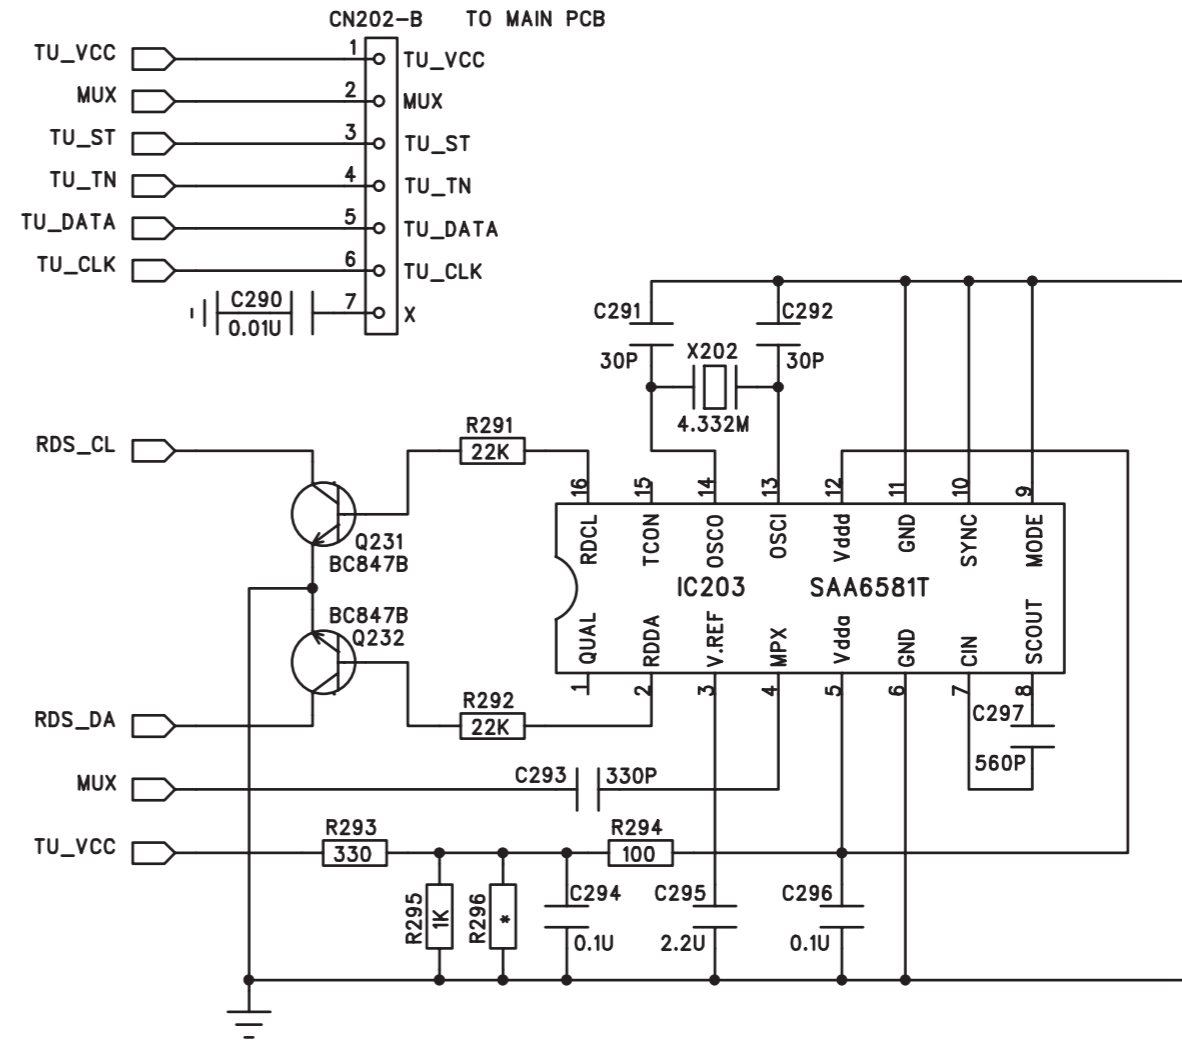 CN202-B TO MAIN PCB
TU_VCC 1 TU_VCC
MUX 2 MUX
TU_ST 3 TU_ST
TU_TN 4 TU_TN
TU_DATA 5 TU_DATA
TU_CLK 6 TU_CLK
C290 7 X
0.01U
C291 C292
30P X202 30P
4.332M
RDS_CL
R291
22K
16 15 14 13 12 11 10 9
RDCL TCON OSCO OSCI Vddd GND SYNC MODE
Q231
BC847B
IC203 SAA6581T
BC847B
Q232
QUAL RDDA V.REF MPX Vdda GND CIN SCOUT
1 2 3 4 5 6 7 8
RDS_DA
R292
22K
C297
560P
MUX
C293 330P
TU_VCC
R293
330
R294
100
R295 1K
R296 *
C294
0.1U
C295
2.2U
C296
0.1U